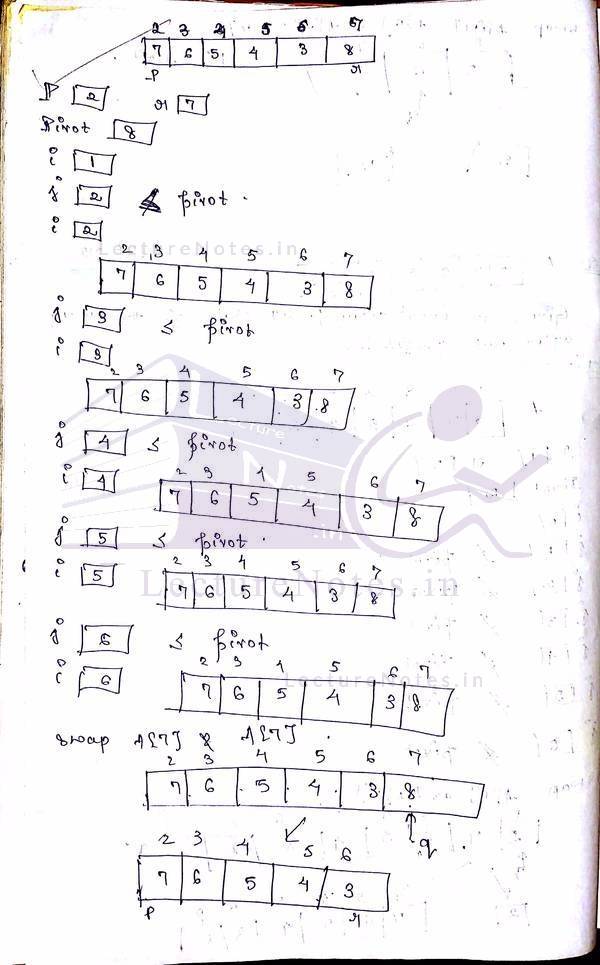 2 3 4 5 6 7
7 6 5 4 3 8
p r
P 2 r 7
Pivot 8
i 1
j 2 ≤ pivot.
i 2
LectureNotes.in
2 3 4 5 6 7
7 6 5 4 3 8
j 3 ≤ pivot
i 3
2 3 4 5 6 7
7 6 5 4 3 8
Lecture
j 4 ≤ pivot
i 4
2 3 4 5 6 7
7 6 5 4 3 8
.in
j 5 ≤ pivot.
i 5
2 3 4 5 6 7
7 6 5 4 3 8
LectureNotes.in
j 6 ≤ pivot
i 6
2 3 4 5 6 7
7 6 5 4 3 8
LectureNotes.in
swap A[7] & A[7].
2 3 4 5 6 7
7 6 5 4 3 8
q
2 3 4 5 6
7 6 5 4 3
p r